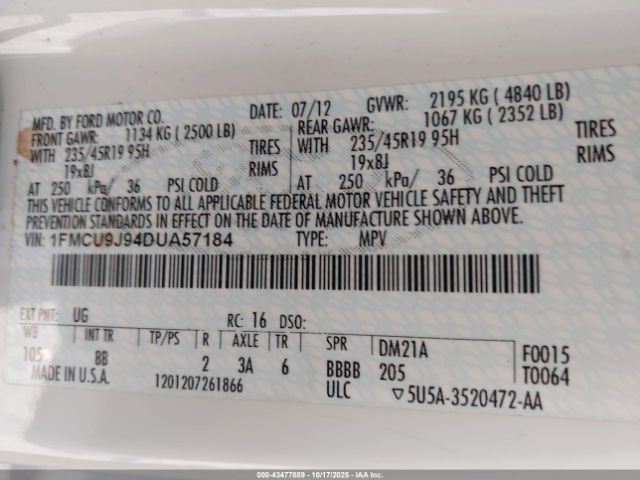 MFD. BY FORD MOTOR CO. DATE: 07/12 GVWR: 2195 KG ( 4840 LB)
FRONT GAWR: 1134 KG ( 2500 LB) REAR GAWR: 1067 KG ( 2352 LB)
WITH 235/45R19 95H TIRES WITH 235/45R19 95H TIRES
19x8J RIMS 19x8J RIMS
AT 250 kPa/ 36 PSI COLD AT 250 kPa/ 36 PSI COLD
THIS VEHICLE CONFORMS TO ALL APPLICABLE FEDERAL MOTOR VEHICLE SAFETY AND THEFT
PREVENTION STANDARDS IN EFFECT ON THE DATE OF MANUFACTURE SHOWN ABOVE.
VIN: 1FMCU9J94DUA57184 TYPE: MPV
EXT PNT: UG RC: 16 DSO:
WB INT TR TP/PS R AXLE TR SPR DM21A F0015
105 8B 2 3A 6 BBBB 205 T0064
MADE IN U.S.A. 1201207261866 ULC ▽5U5A-3520472-AA
000-43477889 - 10/17/2025 - IAAI.COM